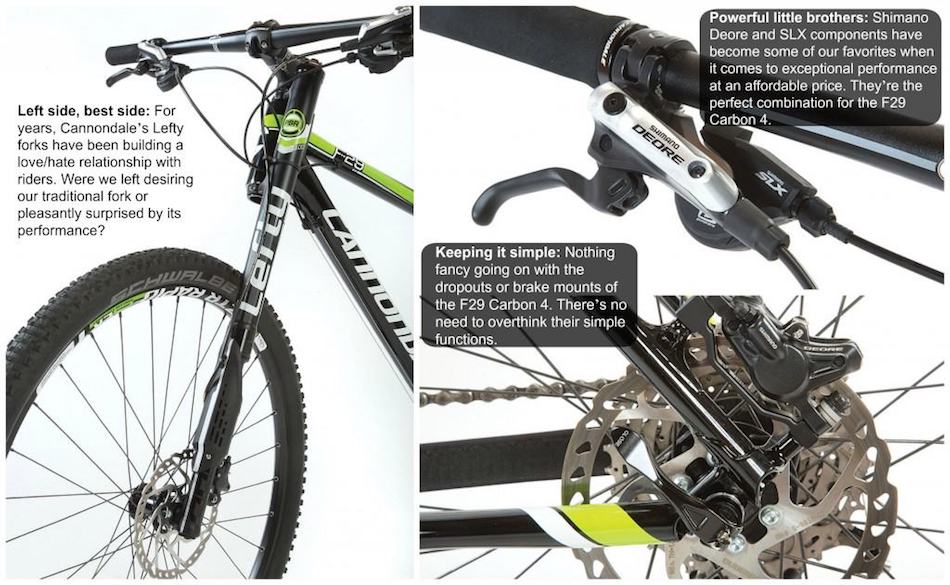 Left side, best side: For
years, Cannondale's Lefty
forks have been building a
love/hate relationship with
riders. Were we left desiring
our traditional fork or
pleasantly surprised by its
performance?
PBR
F29
Lefty
SCHWALBE
Powerful little brothers: Shimano
Deore and SLX components have
become some of our favorites when
it comes to exceptional performance
at an affordable price. They're the
perfect combination for the F29
Carbon 4.
SHIMANO
DEORE
SLX
Keeping it simple: Nothing
fancy going on with the
dropouts or brake mounts of
the F29 Carbon 4. There's no
need to overthink their simple
functions.
SHIMANO
DEORE
CLOSE